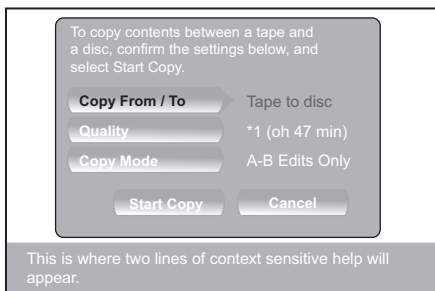 To copy contents between a tape and
a disc, confirm the settings below, and
select Start Copy.
Copy From / To Tape to disc
Quality *1 (oh 47 min)
Copy Mode A-B Edits Only
Start Copy Cancel
This is where two lines of context sensitive help will
appear.